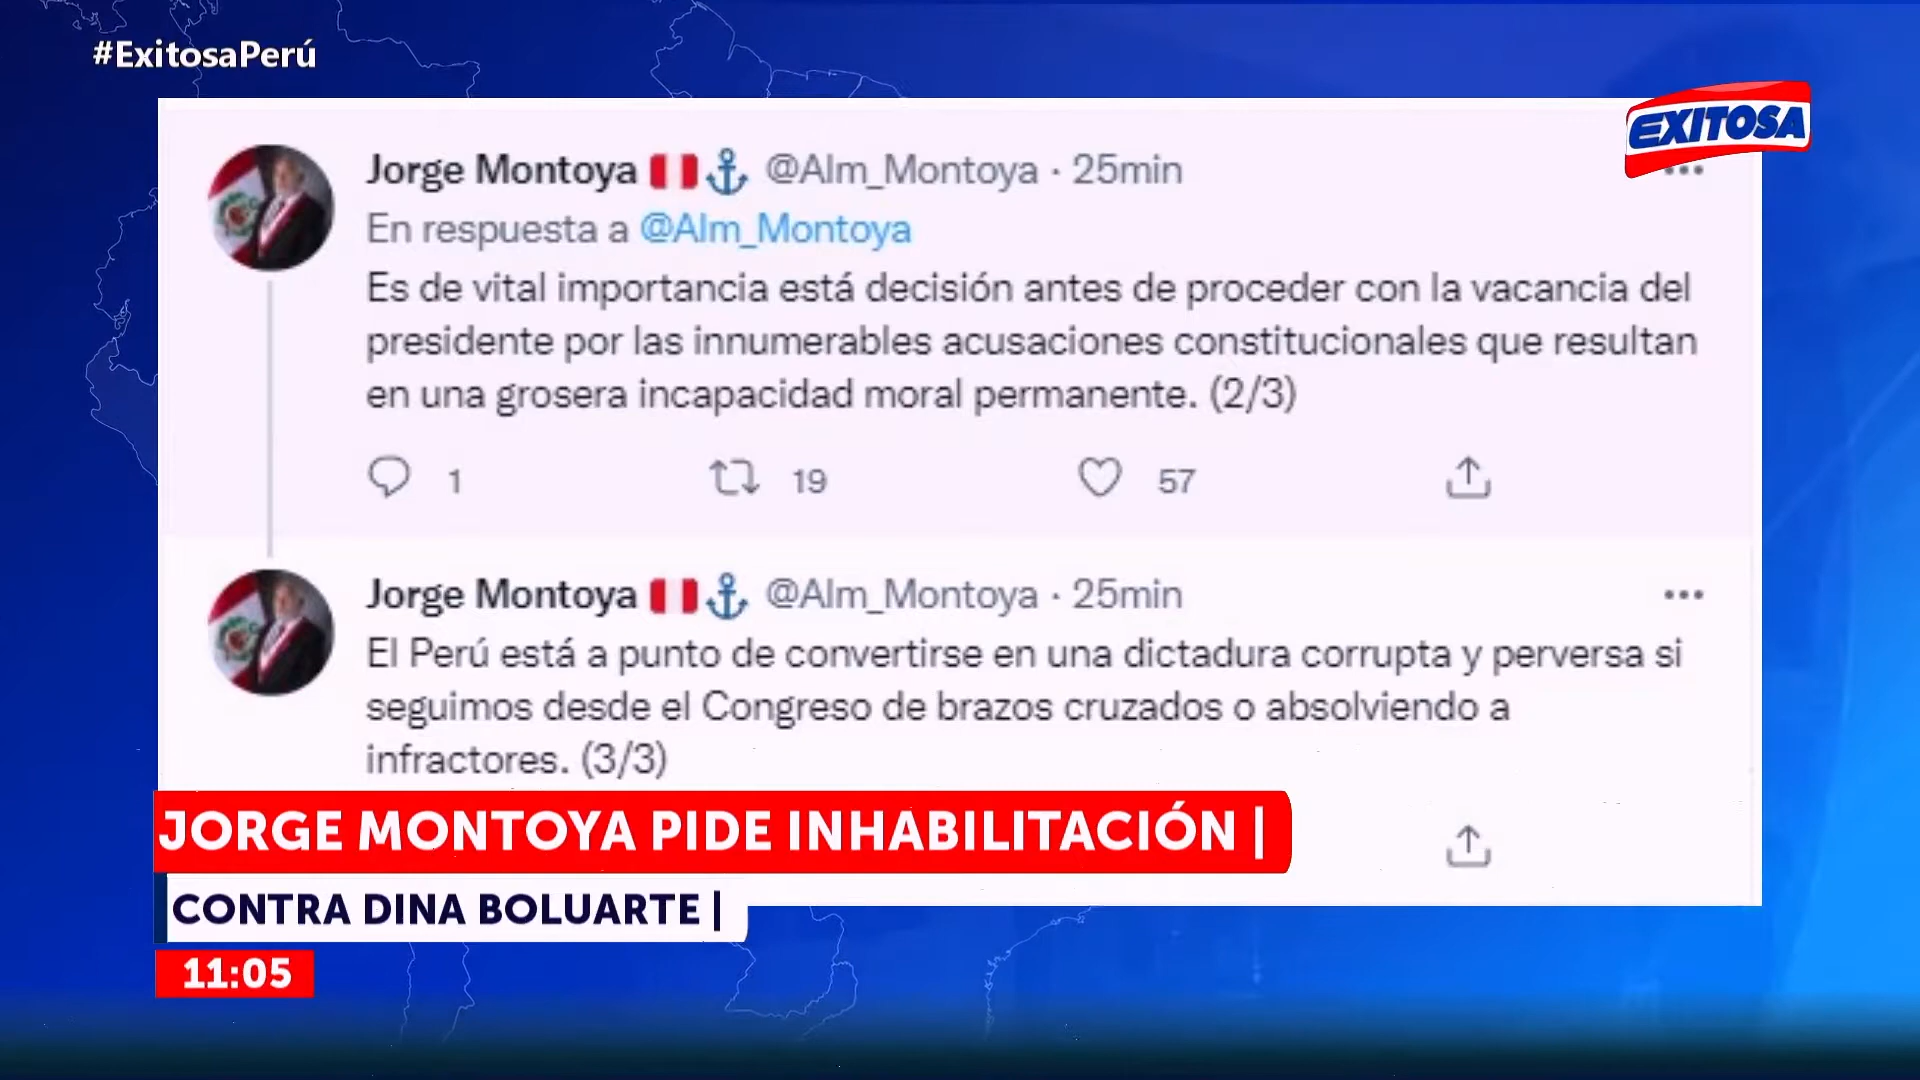 #ExitosaPerú
EXITOSA
Jorge Montoya 🇵🇪⚓ @Alm_Montoya · 25min
En respuesta a @Alm_Montoya
Es de vital importancia está decisión antes de proceder con la vacancia del
presidente por las innumerables acusaciones constitucionales que resultan
en una grosera incapacidad moral permanente. (2/3)
1 19 57
Jorge Montoya 🇵🇪⚓ @Alm_Montoya · 25min
El Perú está a punto de convertirse en una dictadura corrupta y perversa si
seguimos desde el Congreso de brazos cruzados o absolviendo a
infractores. (3/3)
JORGE MONTOYA PIDE INHABILITACIÓN |
CONTRA DINA BOLUARTE |
11:05